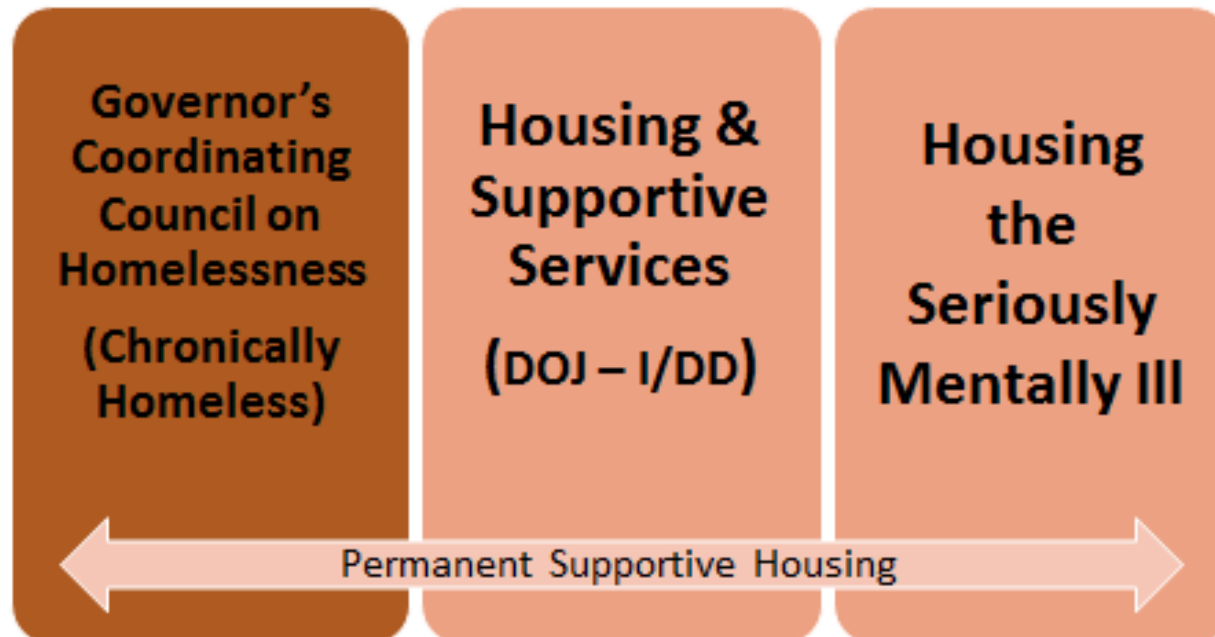 Governor’s
Coordinating
Council on
Homelessness
(Chronically
Homeless)
Housing &
Supportive
Services
(DOJ – I/DD)
Housing
the
Seriously
Mentally Ill
Permanent Supportive Housing